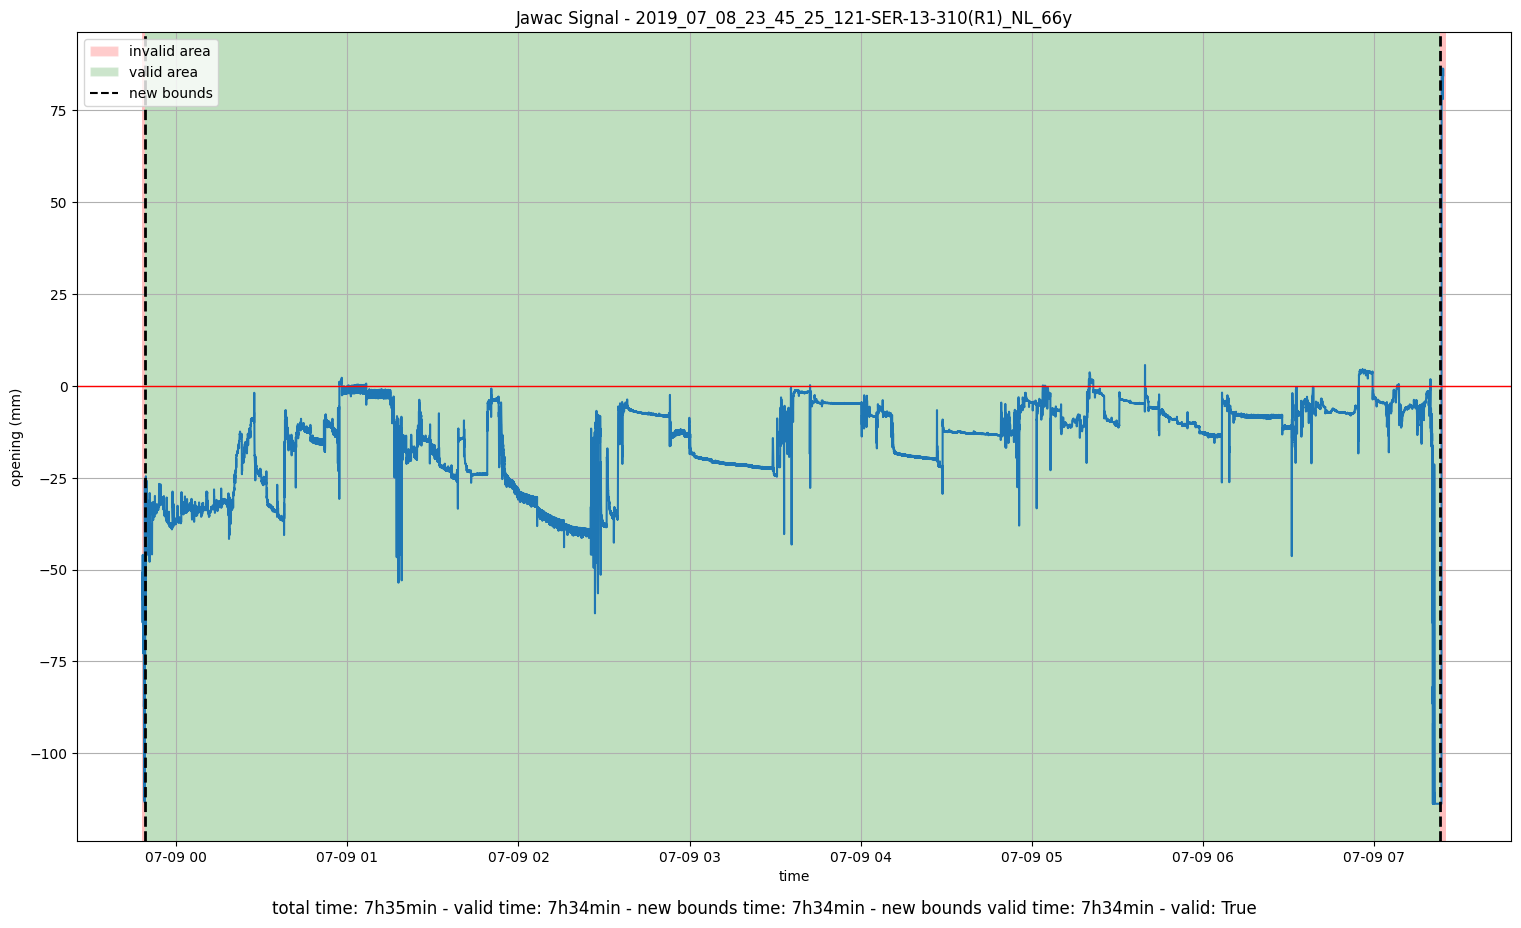 Jawac Signal - 2019_07_08_23_45_25_121-SER-13-310(R1)_NL_66y
invalid area
valid area
new bounds
75
50
25
0
−25
−50
−75
−100
opening (mm)
07-09 00
07-09 01
07-09 02
07-09 03
07-09 04
07-09 05
07-09 06
07-09 07
time
total time: 7h35min - valid time: 7h34min - new bounds time: 7h34min - new bounds valid time: 7h34min - valid: True